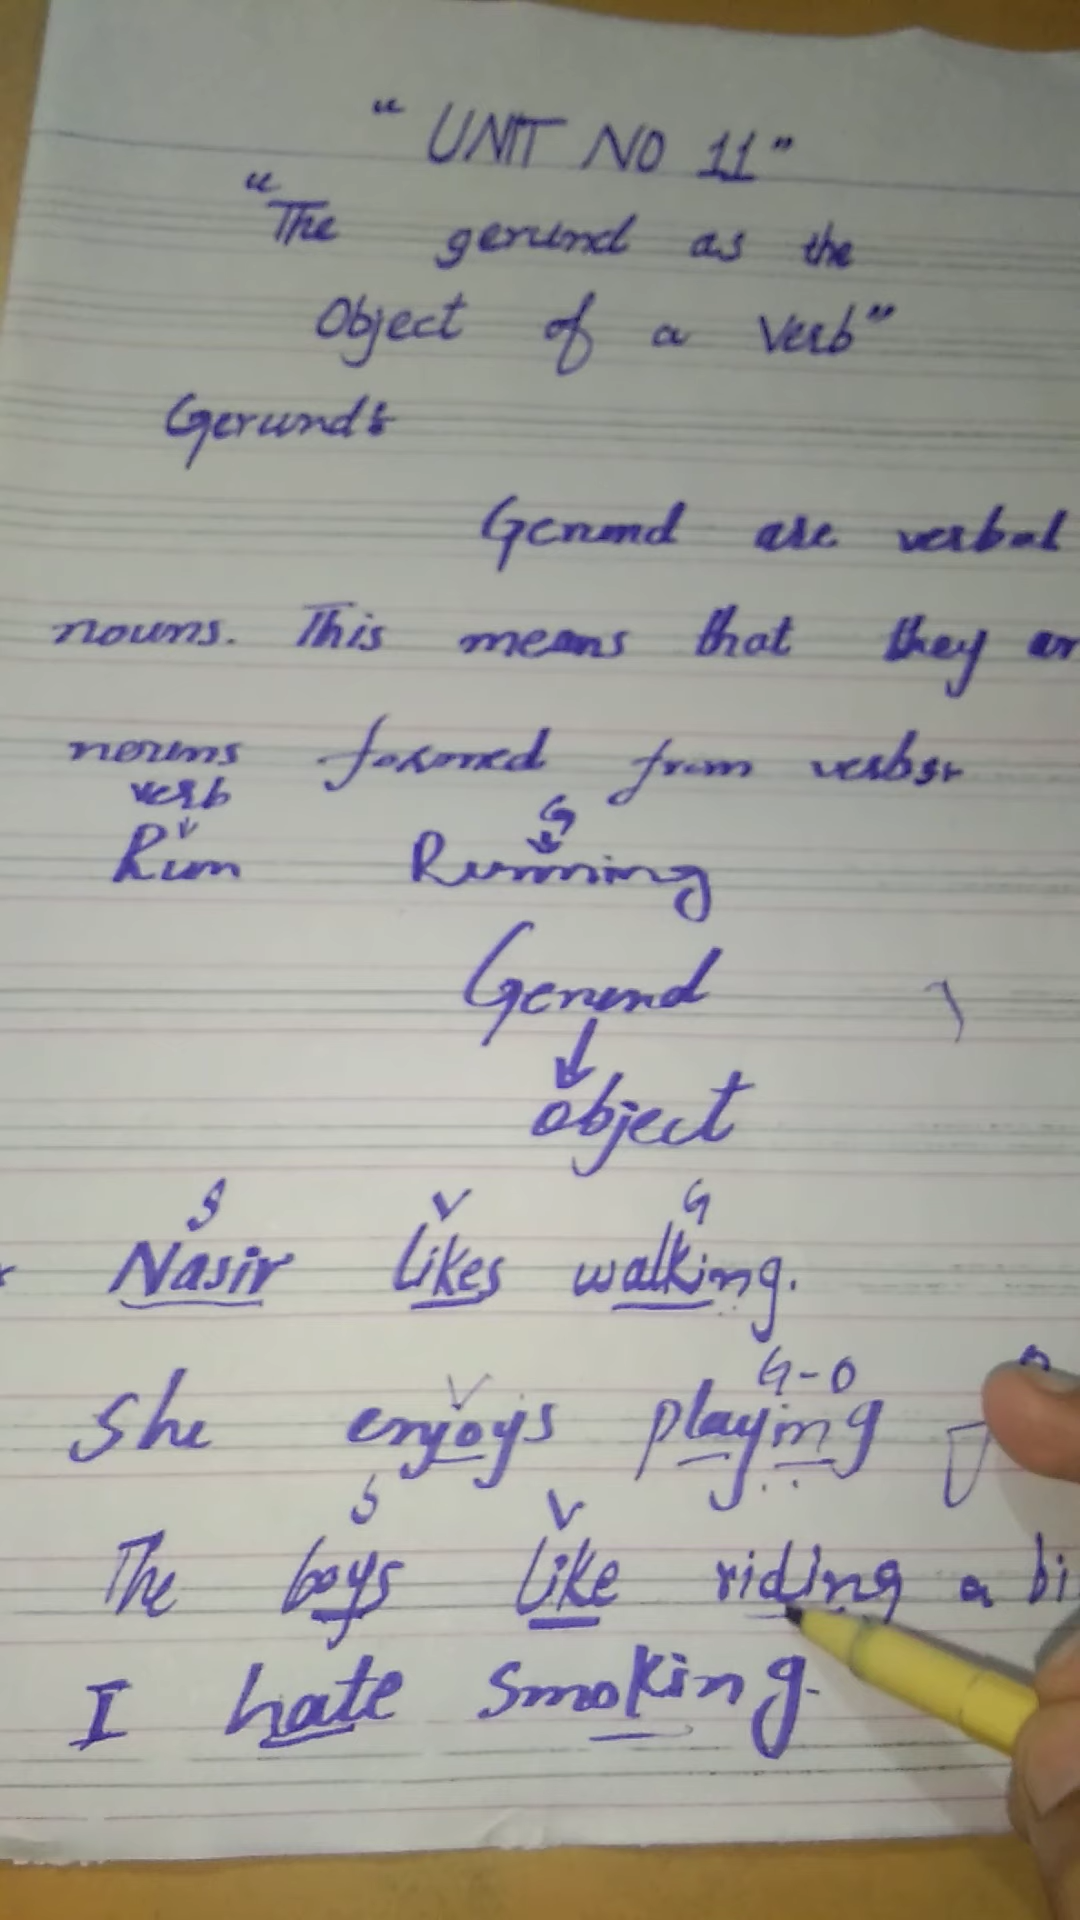 " UNIT NO 11"
"The gerund as the
Object of a Verb"
Gerunds
Gerund are verbal
nouns. This means that they ar
nouns formed from verbs.
verb G
Run Running
Gerund
object
S V G
Nasir likes walking.
V G-O
She enjoys playing
S V
The boys like riding a bi
I hate smoking.